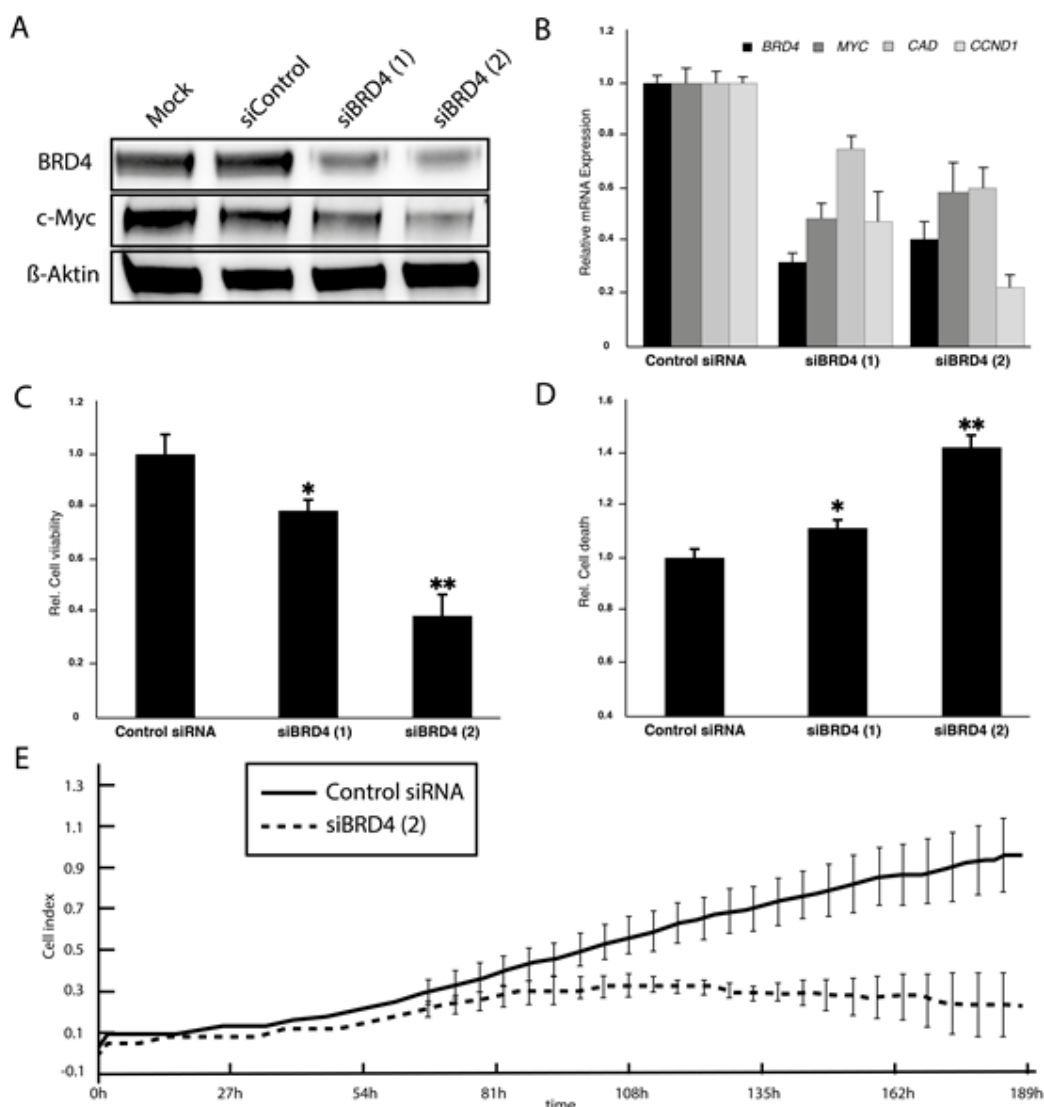 A
Mock siControl siBRD4 (1) siBRD4 (2)
BRD4
c-Myc
ß-Aktin
B
BRD4 MYC CAD CCND1
Relative mRNA Expression
1.0
0.8
0.6
0.4
0.2
0
Control siRNA siBRD4 (1) siBRD4 (2)
C
Rel. Cell viiability
1.2
1.0
0.8
0.6
0.4
0.2
0
* **
Control siRNA siBRD4 (1) siBRD4 (2)
D
Rel. Cell death
1.6
1.4
1.2
1.0
0.8
0.6
0.4
* **
Control siRNA siBRD4 (1) siBRD4 (2)
E
Control siRNA
siBRD4 (2)
Cell index
1.3
1.1
0.9
0.7
0.5
0.3
0.1
-0.1
0h 27h 54h 81h 108h 135h 162h 189h
time